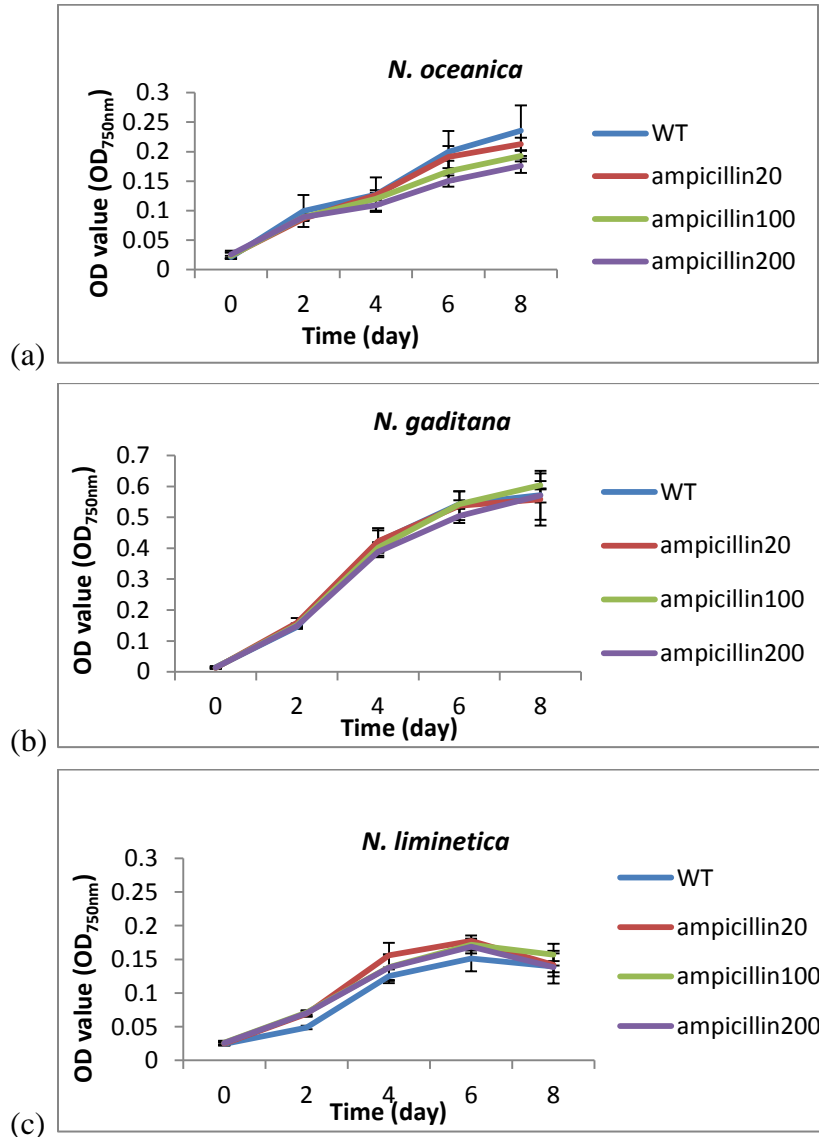 N. oceanica
OD value (OD750nm)
0.3
0.25
0.2
0.15
0.1
0.05
0
0 2 4 6 8
Time (day)
WT
ampicillin20
ampicillin100
ampicillin200
(a)
N. gaditana
OD value (OD750nm)
0.7
0.6
0.5
0.4
0.3
0.2
0.1
0
0 2 4 6 8
Time (day)
WT
ampicillin20
ampicillin100
ampicillin200
(b)
N. liminetica
OD value (OD750nm)
0.3
0.25
0.2
0.15
0.1
0.05
0
0 2 4 6 8
Time (day)
WT
ampicillin20
ampicillin100
ampicillin200
(c)